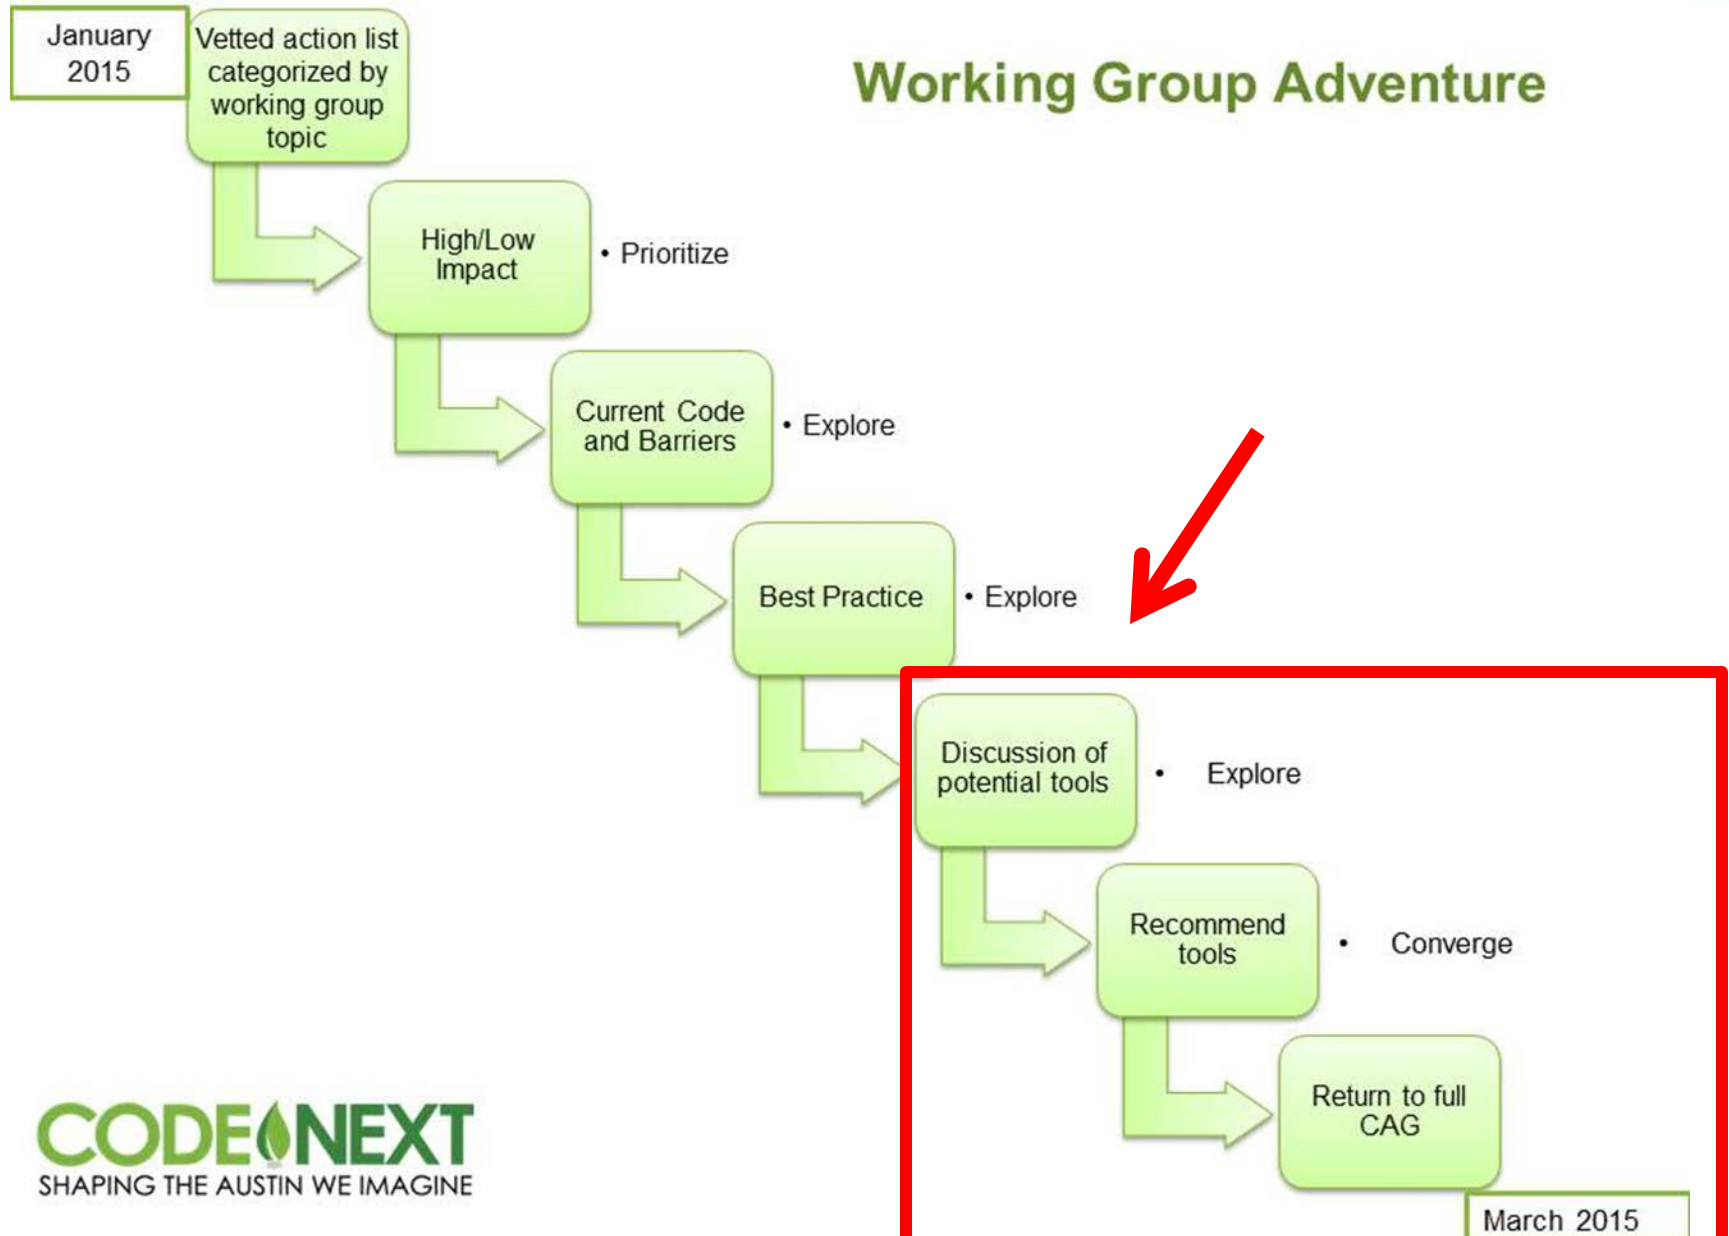 January
2015
Vetted action list
categorized by
working group
topic
Working Group Adventure
High/Low
Impact
• Prioritize
Current Code
and Barriers
• Explore
Best Practice
• Explore
Discussion of
potential tools
• Explore
Recommend
tools
• Converge
Return to full
CAG
March 2015
CODENEXT
SHAPING THE AUSTIN WE IMAGINE